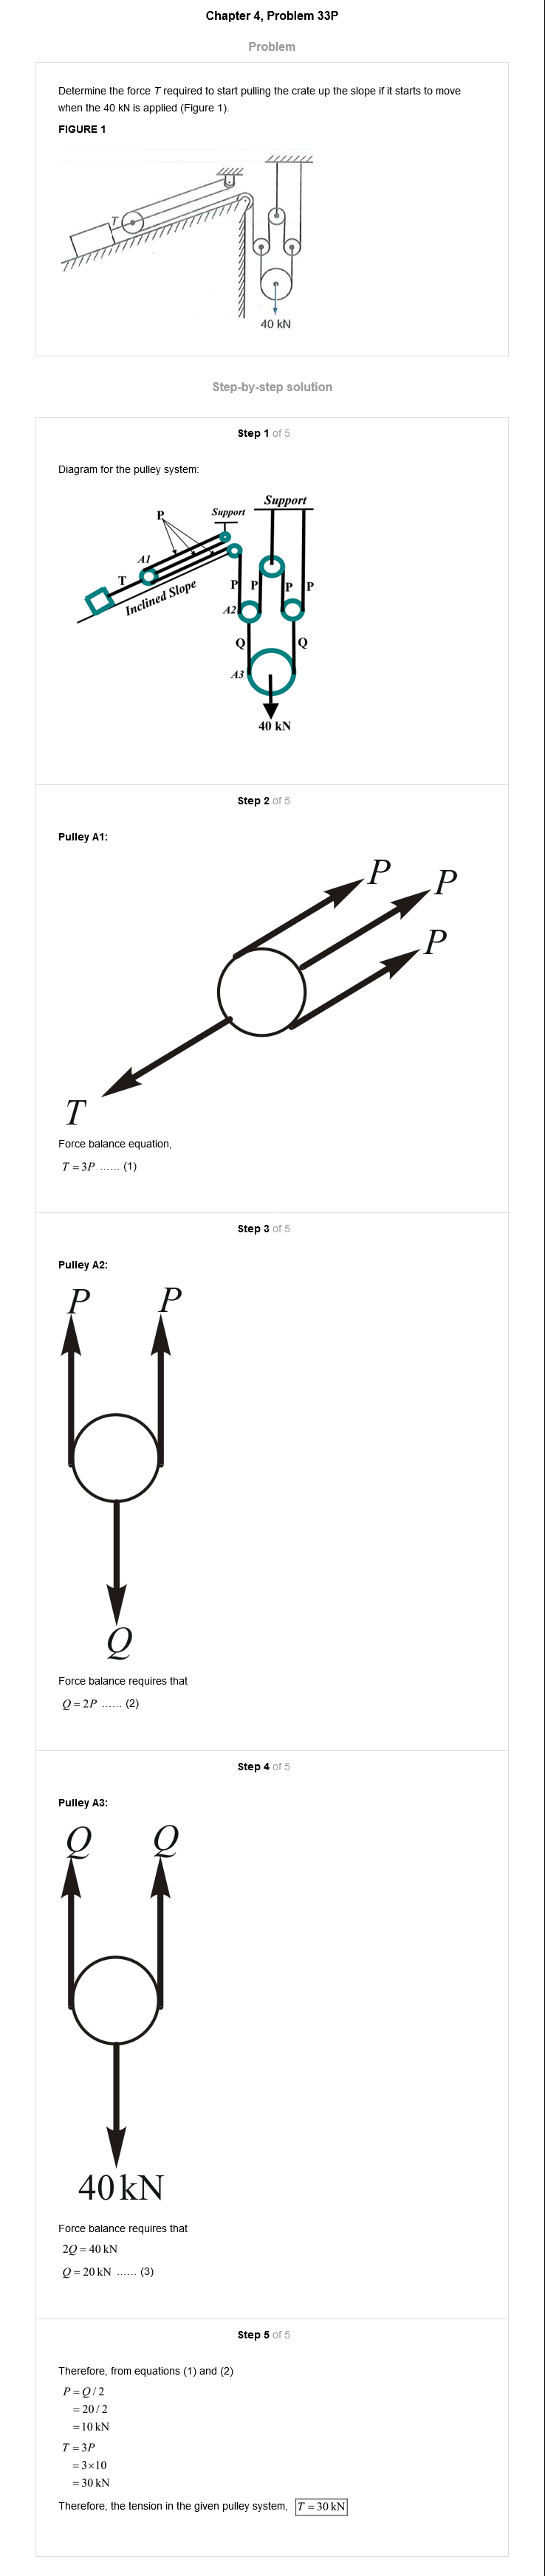 Chapter 4, Problem 33P
Problem
Determine the force T required to start pulling the crate up the slope if it starts to move
when the 40 kN is applied (Figure 1).
FIGURE 1
T
40 kN
Step-by-step solution
Step 1 of 5
Diagram for the pulley system:
Support
Support
P
A1
T
Inclined Slope
P P P P
A2
Q Q
A3
40 kN
Step 2 of 5
Pulley A1:
P
P
P
T
Force balance equation,
T = 3P ...... (1)
Step 3 of 5
Pulley A2:
P P
Q
Force balance requires that
Q = 2P ...... (2)
Step 4 of 5
Pulley A3:
Q Q
40 kN
Force balance requires that
2Q = 40 kN
Q = 20 kN ...... (3)
Step 5 of 5
Therefore, from equations (1) and (2)
P = Q / 2
= 20 / 2
= 10 kN
T = 3P
= 3×10
= 30 kN
Therefore, the tension in the given pulley system, T = 30 kN